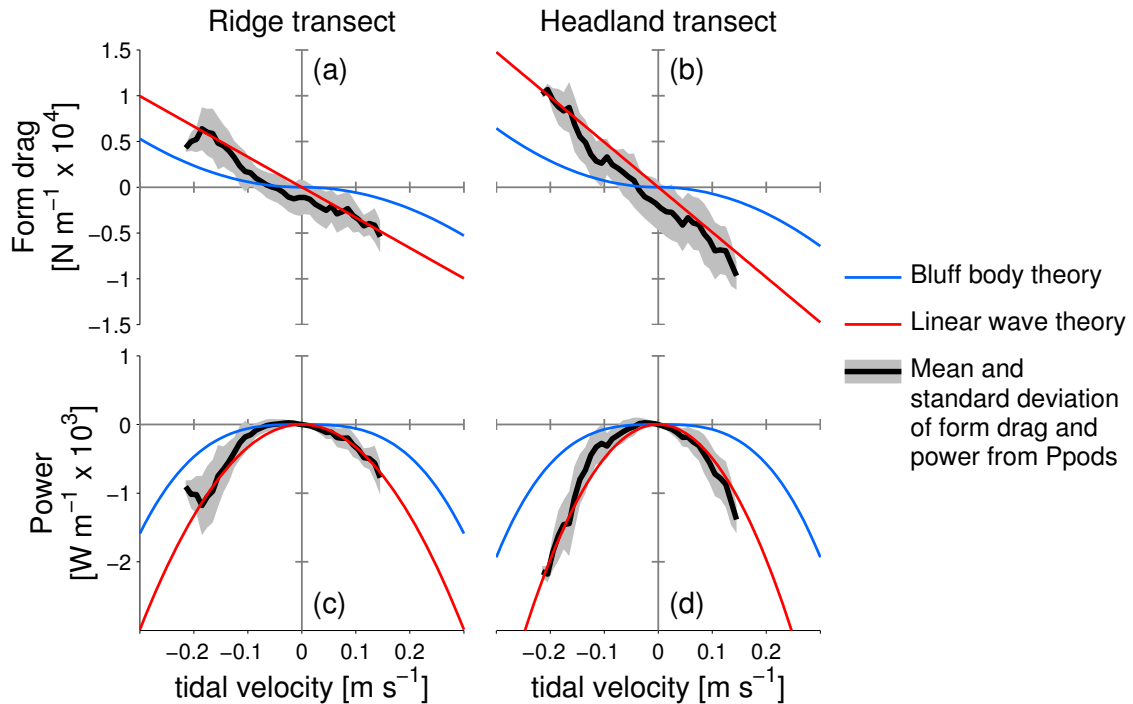 Ridge transect
Headland transect
(a)
(b)
Form drag
[N m⁻¹ x 10⁴]
1.5
1
0.5
0
−0.5
−1
−1.5
Bluff body theory
Linear wave theory
Mean and
standard deviation
of form drag and
power from Ppods
Power
[W m⁻¹ x 10³]
1
0
−1
−2
(c)
(d)
−0.2 −0.1 0 0.1 0.2
−0.2 −0.1 0 0.1 0.2
tidal velocity [m s⁻¹]
tidal velocity [m s⁻¹]